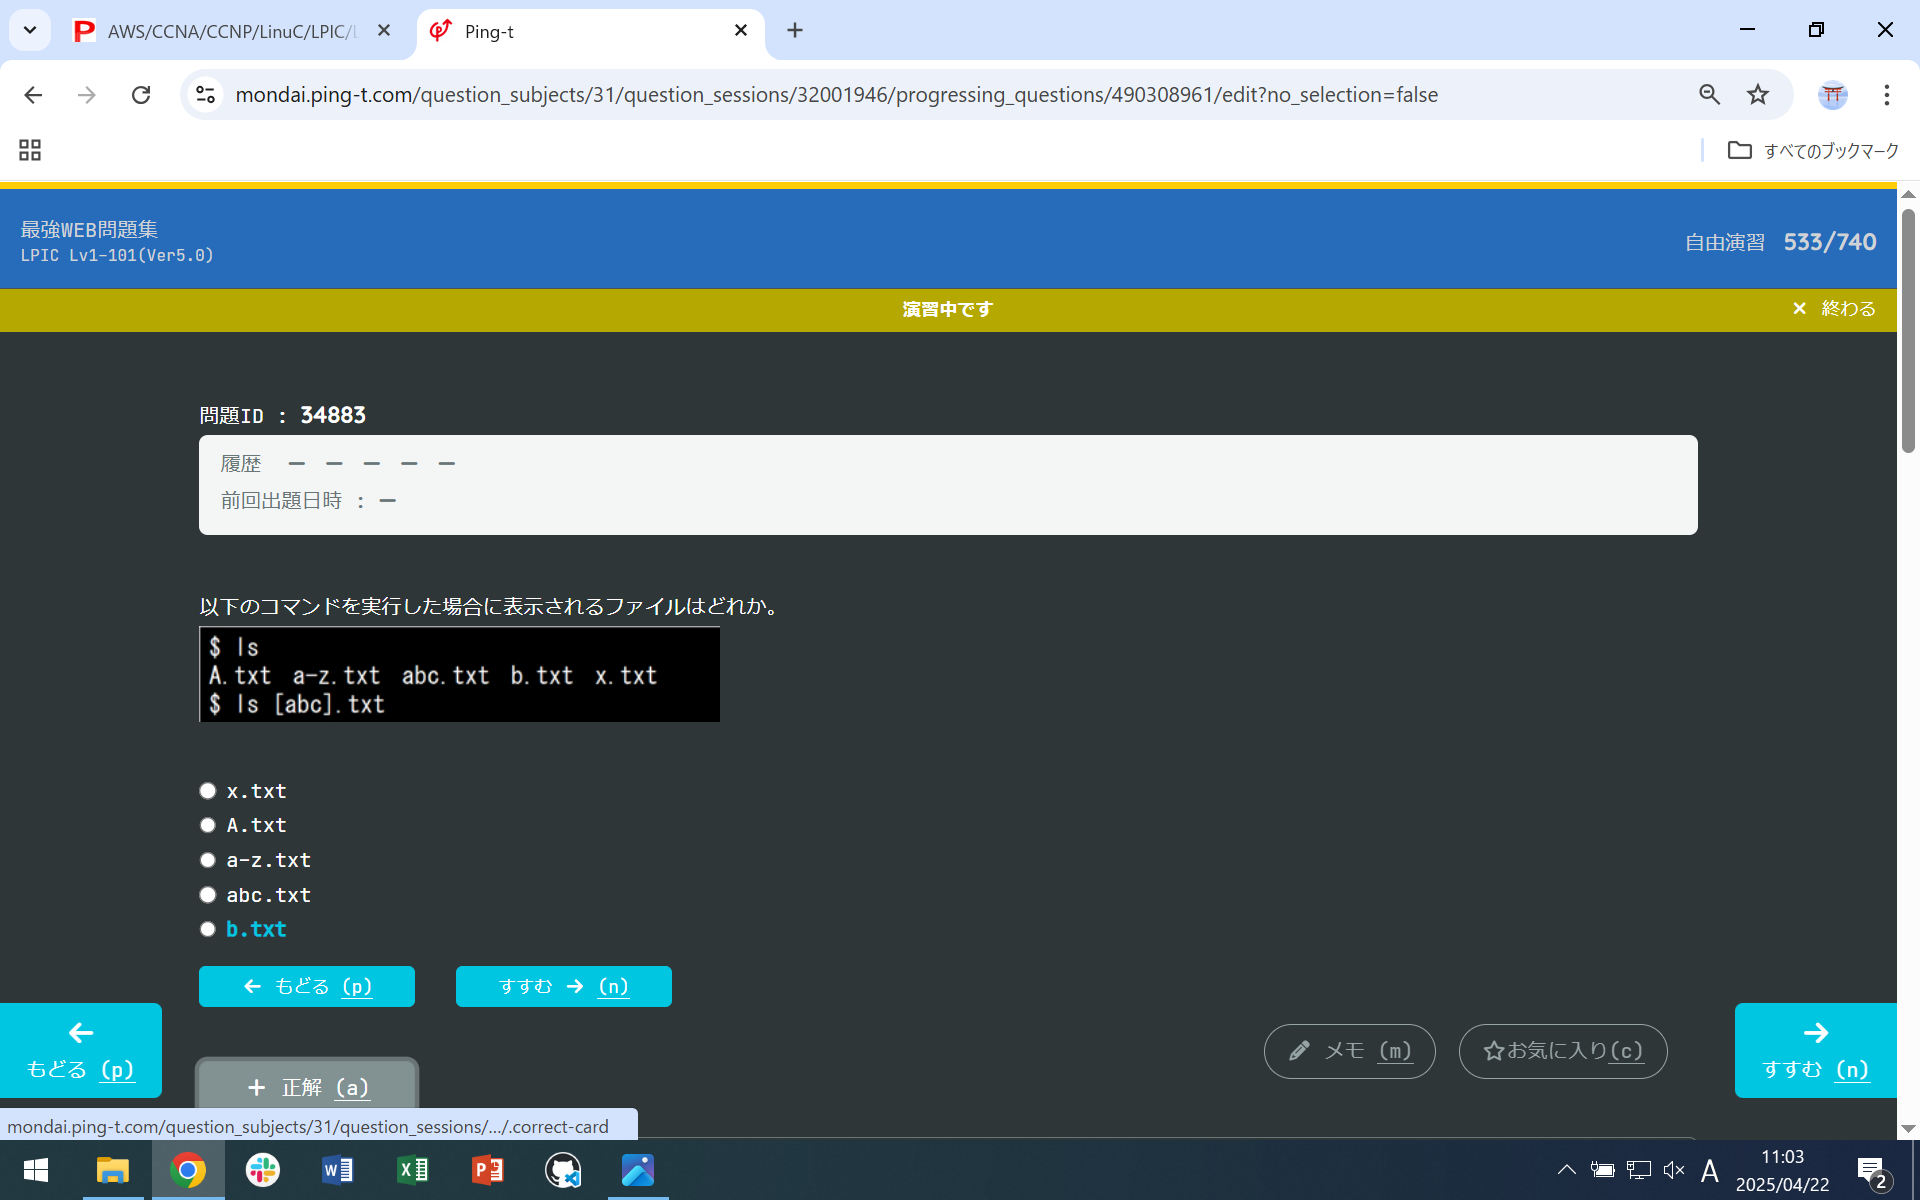 AWS/CCNA/CCNP/LinuC/LPIC/
Ping-t
mondai.ping-t.com/question_subjects/31/question_sessions/32001946/progressing_questions/490308961/edit?no_selection=false
すべてのブックマーク
最強WEB問題集
LPIC Lv1-101(Ver5.0)
自由演習 533/740
演習中です
× 終わる
問題ID : 34883
履歴 － － － － －
前回出題日時 : －
以下のコマンドを実行した場合に表示されるファイルはどれか。
$ ls
A.txt a-z.txt abc.txt b.txt x.txt
$ ls [abc].txt
x.txt
A.txt
a-z.txt
abc.txt
b.txt
← もどる (p)
すすむ → (n)
←
もどる (p)
メモ (m)
☆お気に入り(c)
→
すすむ (n)
+ 正解 (a)
mondai.ping-t.com/question_subjects/31/question_sessions/.../.correct-card
A
11:03
2025/04/22
2